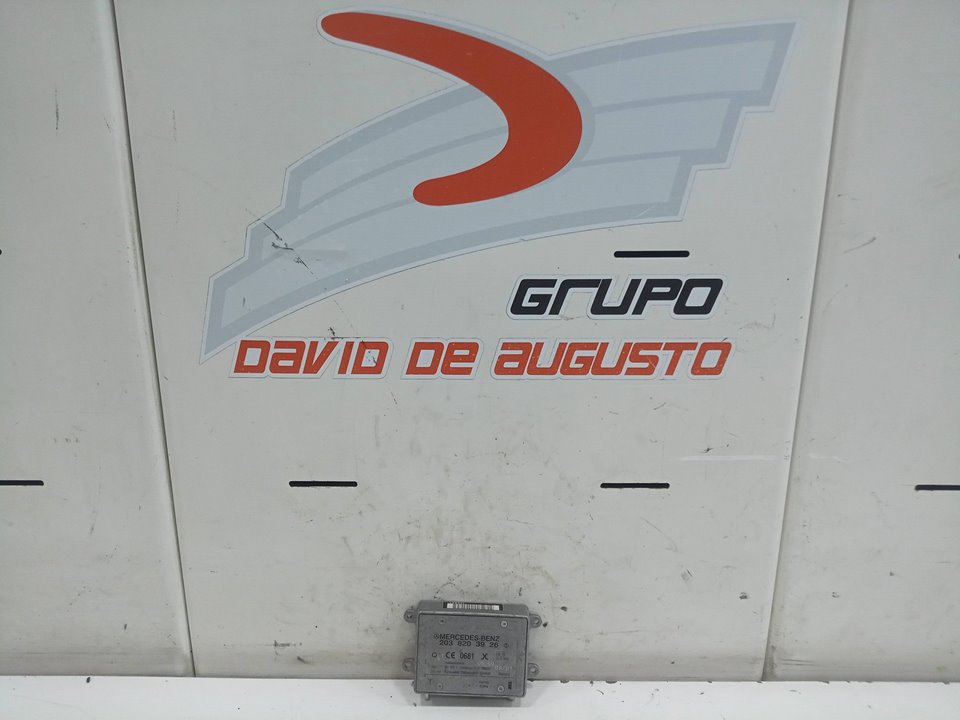 GRUPO
DAVID DE AUGUSTO
MERCEDES-BENZ
203 820 39 26
CE 0681 X